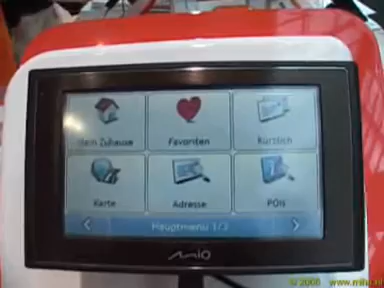 Mein Zuhause
Favoriten
Kürzlich
Karte
Adresse
POIs
Hauptmenü 1/3
Mio